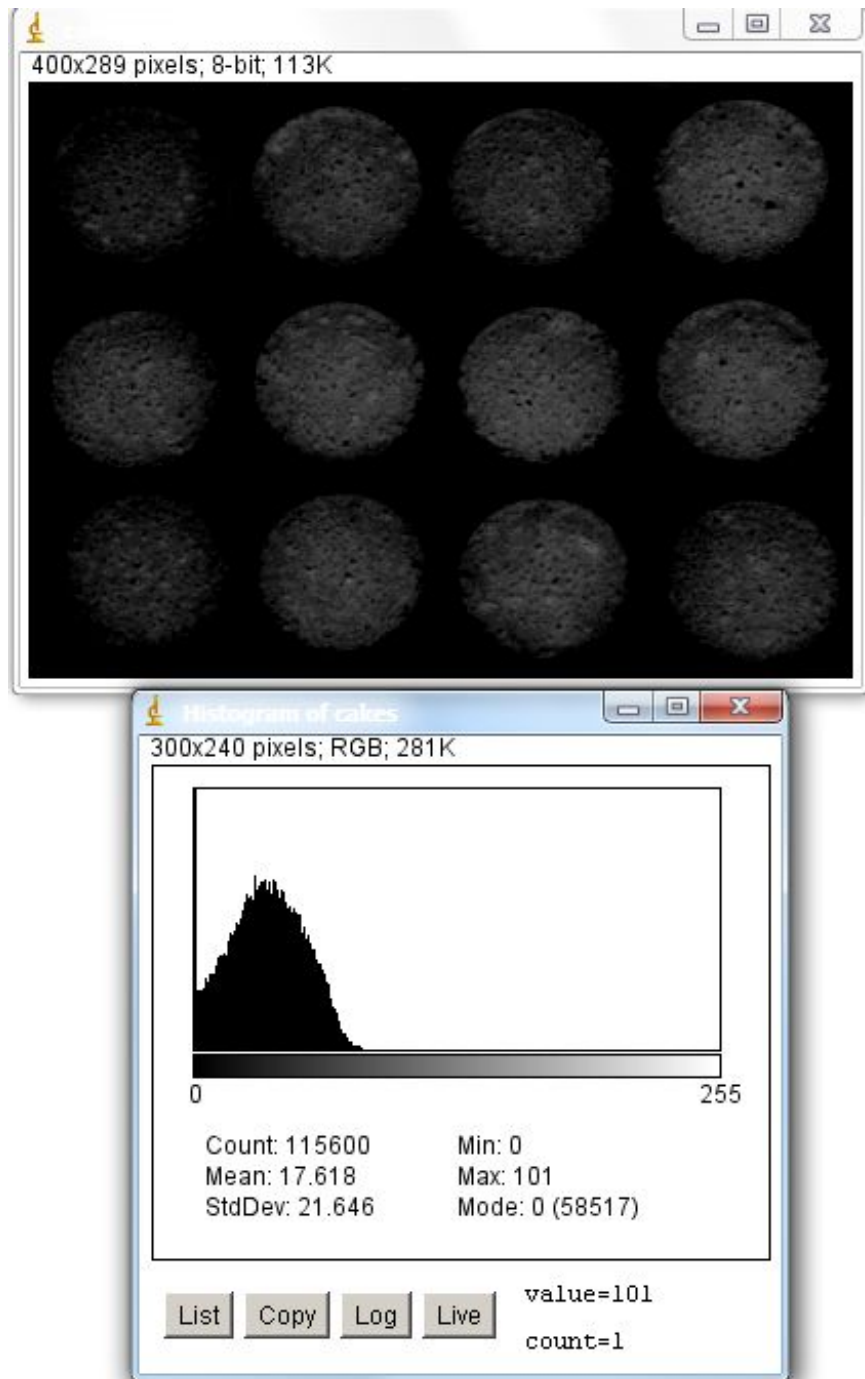 400x289 pixels; 8-bit; 113K
Histogram of cakes
300x240 pixels; RGB; 281K
0 255
Count: 115600 Min: 0
Mean: 17.618 Max: 101
StdDev: 21.646 Mode: 0 (58517)
List Copy Log Live value=101
count=1